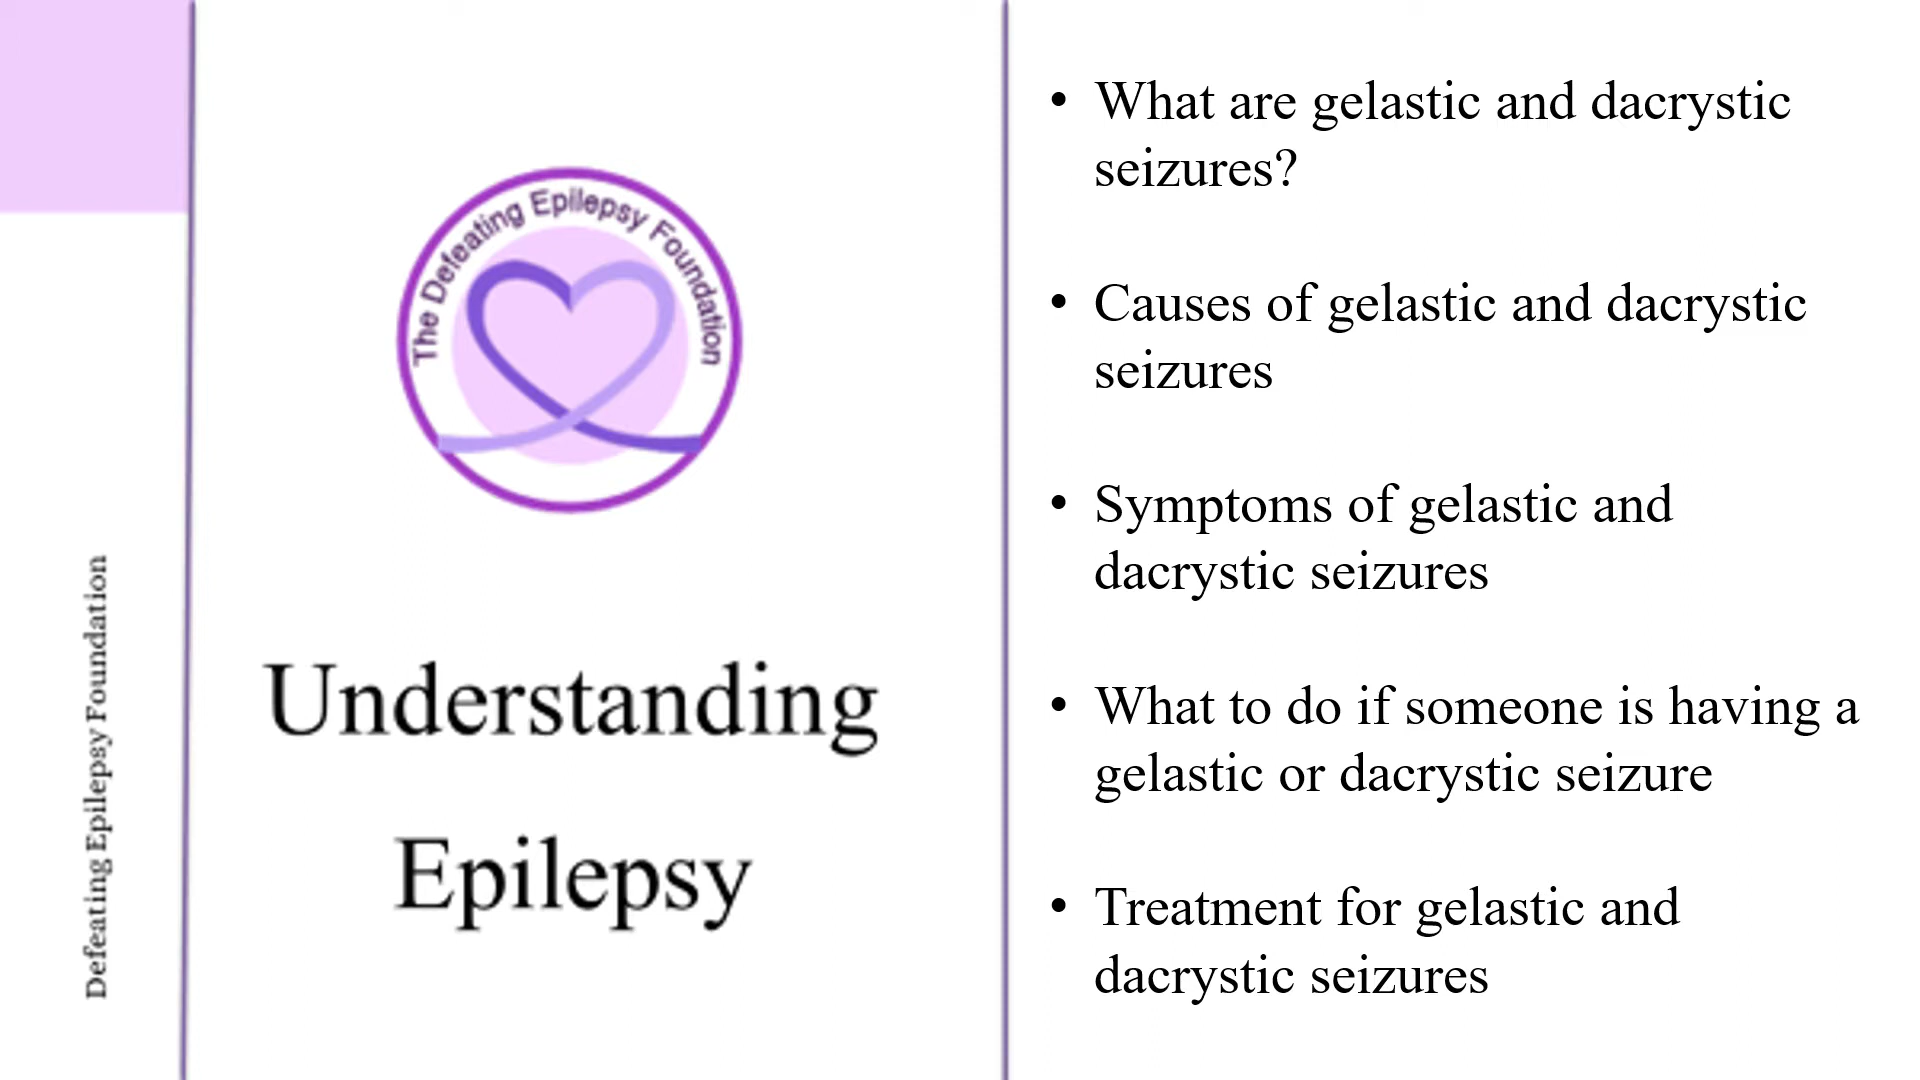 Defeating Epilepsy Foundation
The Defeating Epilepsy Foundation
Understanding
Epilepsy
• What are gelastic and dacrystic
seizures?
• Causes of gelastic and dacrystic
seizures
• Symptoms of gelastic and
dacrystic seizures
• What to do if someone is having a
gelastic or dacrystic seizure
• Treatment for gelastic and
dacrystic seizures